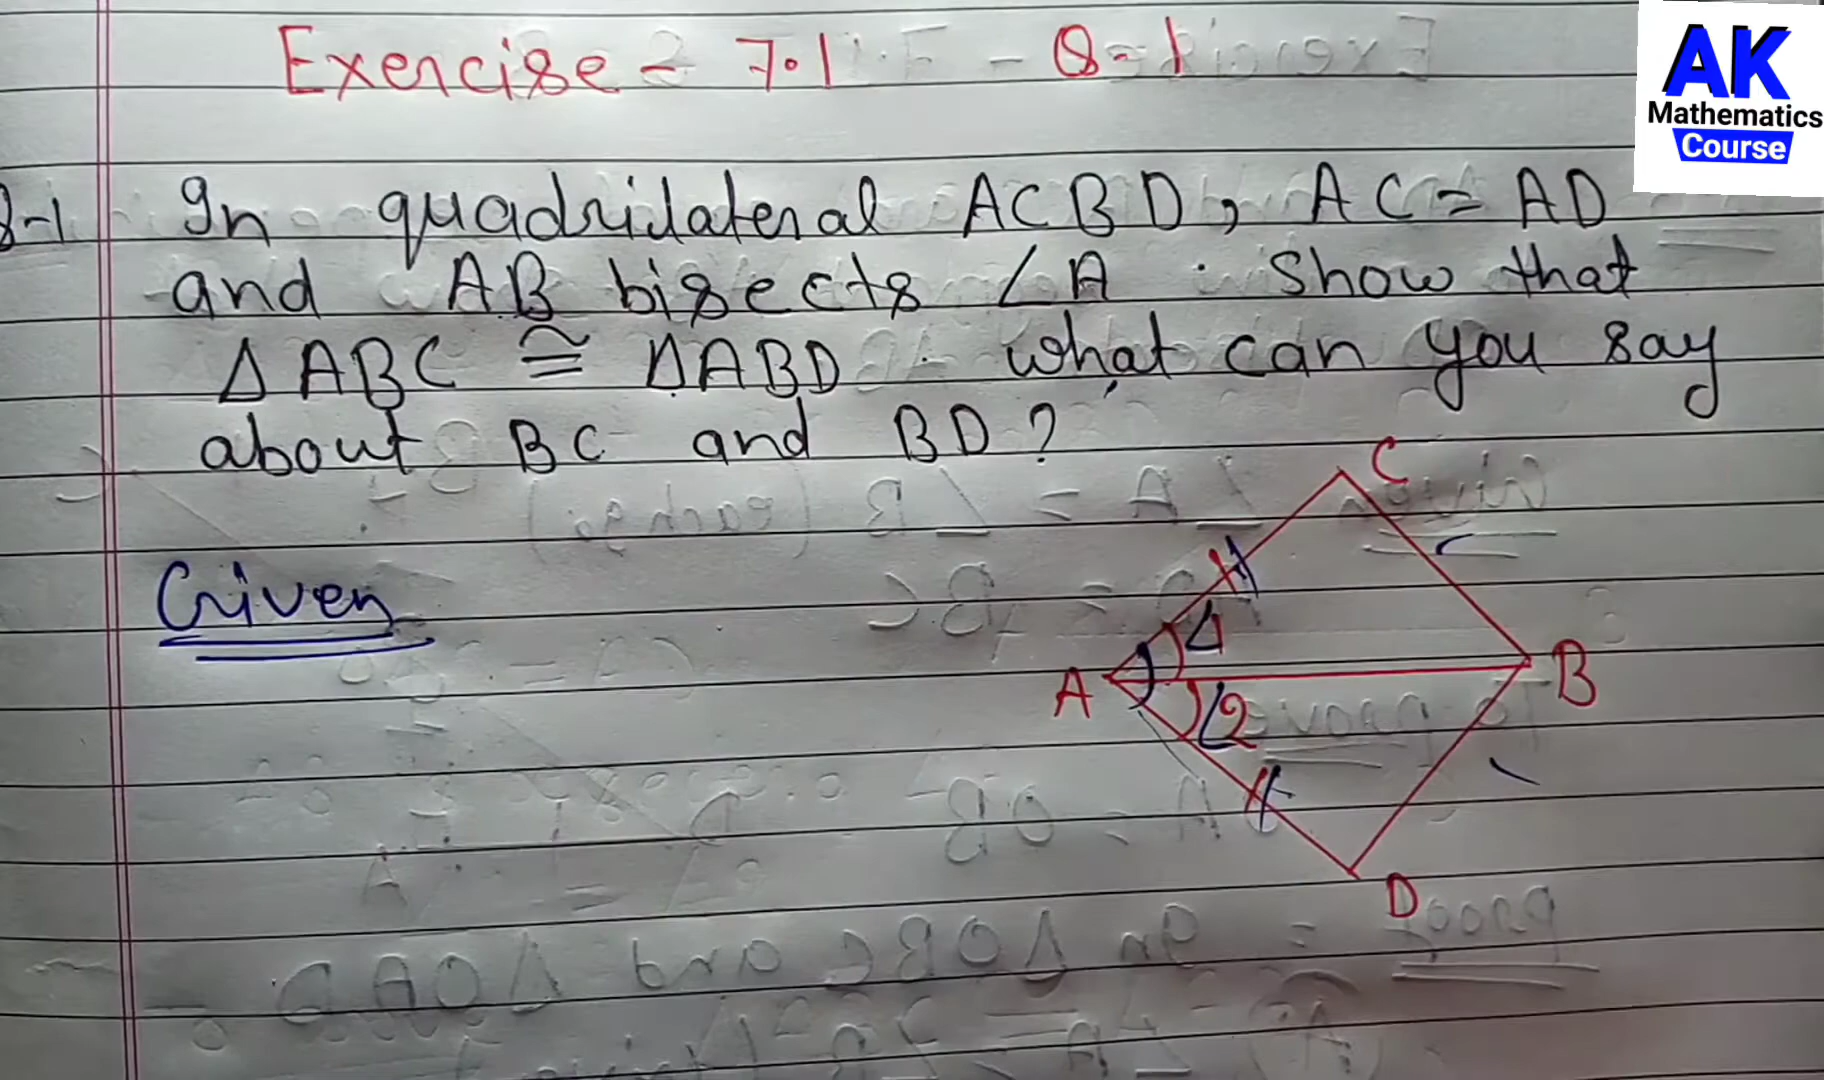 Exercise - 7.1 Q-1
AK
Mathematics
Course
Q-1 In quadrilateral ACBD, AC = AD
and AB bisects ∠A . Show that
Δ ABC ≅ ΔABD . What can you say
about BC and BD ?
C
Given
∠1
A B
∠2
D